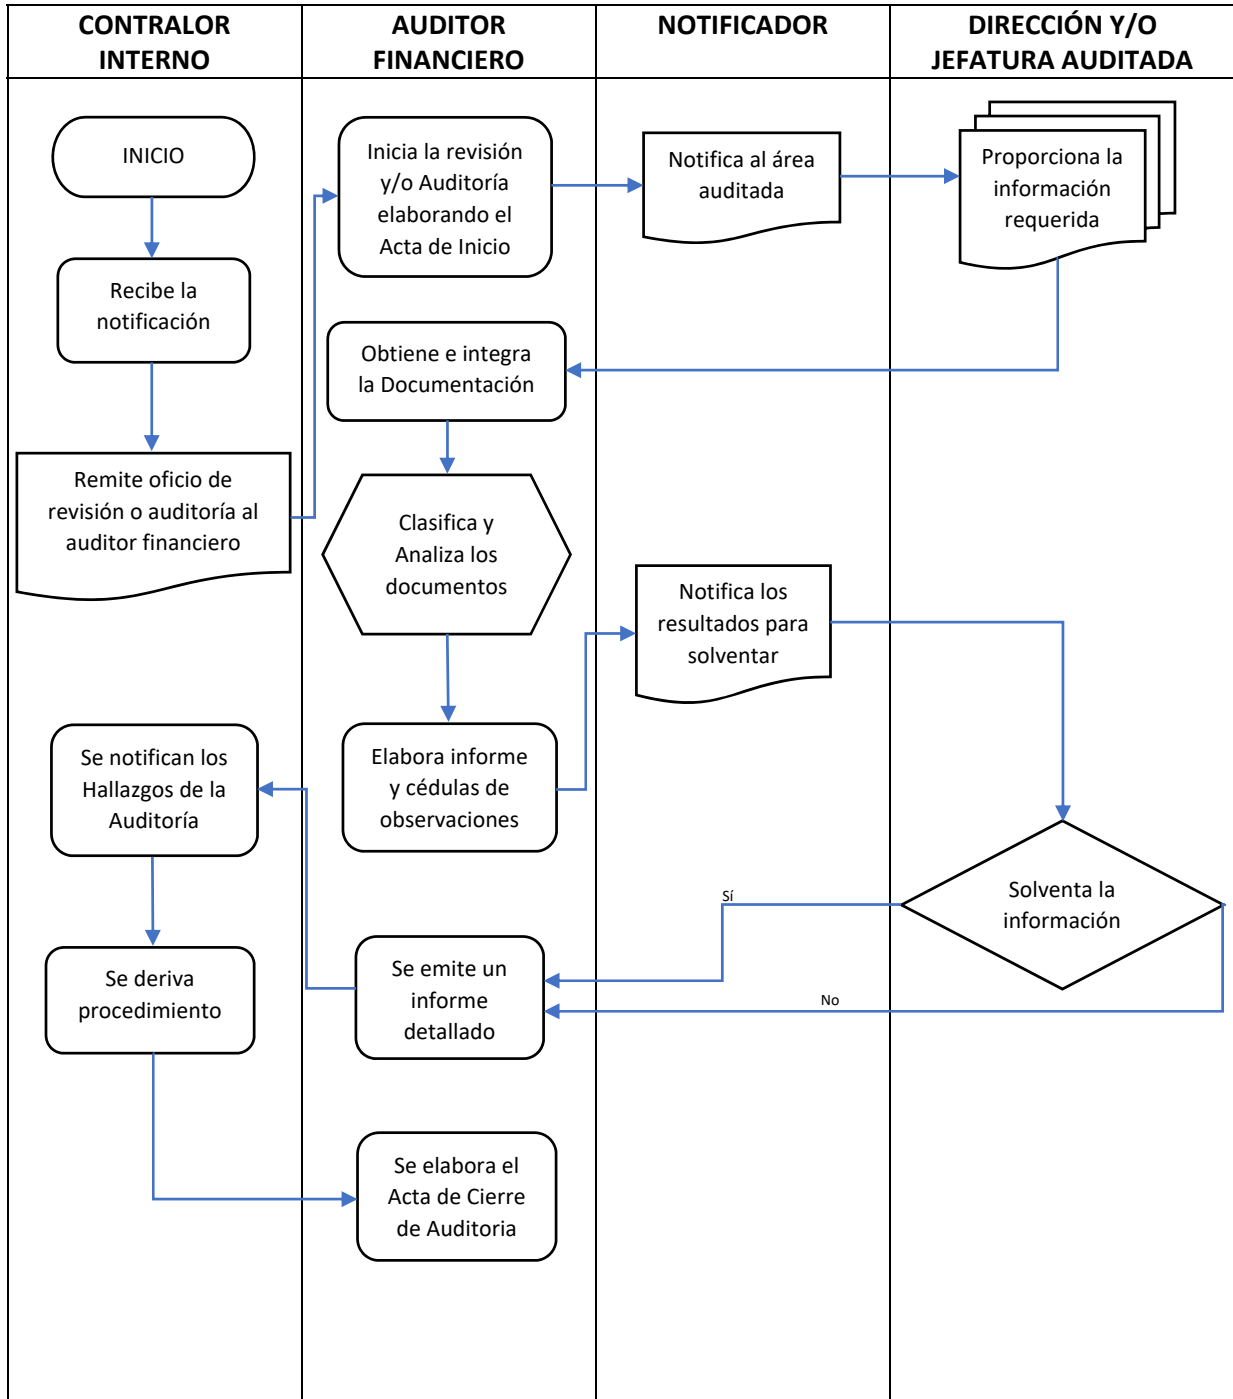 CONTRALOR
INTERNO
AUDITOR
FINANCIERO
NOTIFICADOR
DIRECCIÓN Y/O
JEFATURA AUDITADA
INICIO
Recibe la
notificación
Remite oficio de
revisión o auditoría al
auditor financiero
Inicia la revisión
y/o Auditoría
elaborando el
Acta de Inicio
Notifica al área
auditada
Proporciona la
información
requerida
Obtiene e integra
la Documentación
Clasifica y
Analiza los
documentos
Elabora informe
y cédulas de
observaciones
Notifica los
resultados para
solventar
Solventa la
información
Sí
No
Se emite un
informe
detallado
Se notifican los
Hallazgos de la
Auditoría
Se deriva
procedimiento
Se elabora el
Acta de Cierre
de Auditoria